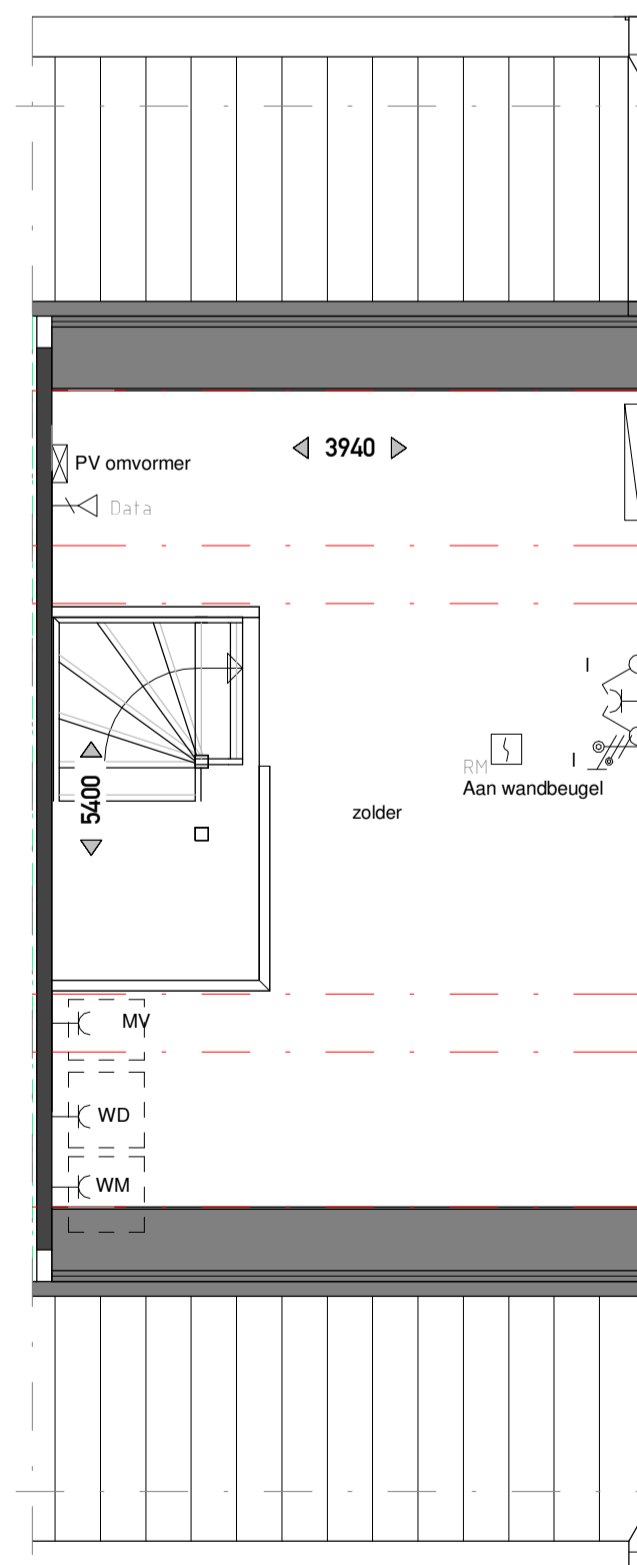 3940
PV omvormer
Data
I
RM
I
Aan wandbeugel
5400
zolder
MV
WD
WM